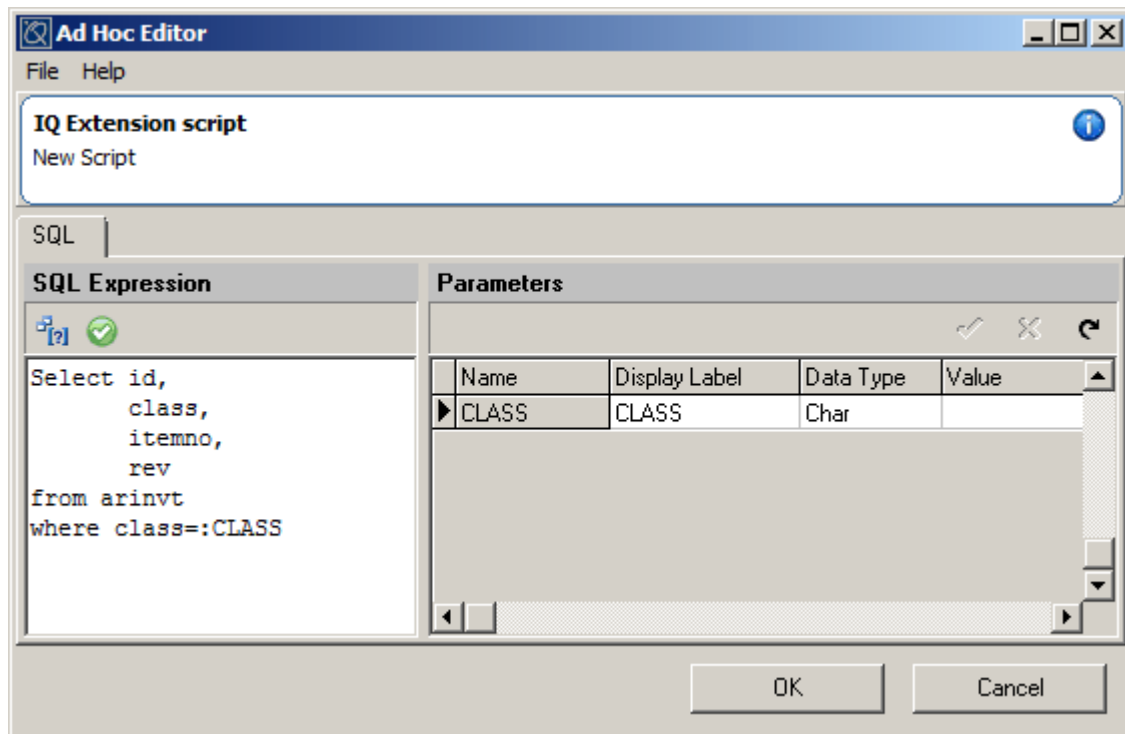 Ad Hoc Editor
File Help
IQ Extension script
New Script
SQL
SQL Expression
Parameters
[?]
Select id,
class,
itemno,
rev
from arinvt
where class=:CLASS
Name Display Label Data Type Value
CLASS CLASS Char
OK Cancel